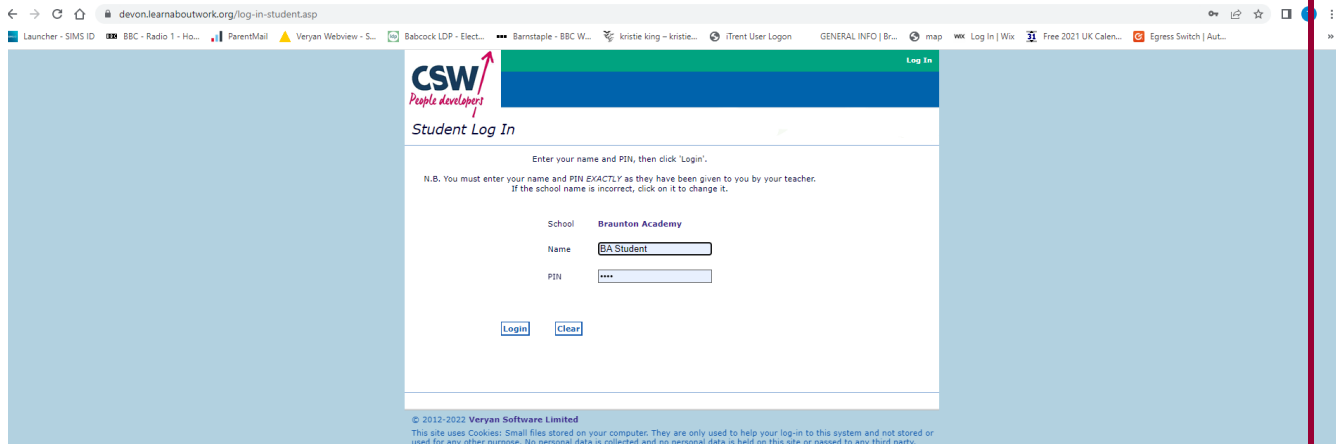 devon.learnaboutwork.org/log-in-student.asp
Launcher - SIMS ID BBC - Radio 1 - Ho... ParentMail Veryan Webview - S... Babcock LDP - Elect... Barnstaple - BBC W... kristie king – kristie... iTrent User Logon GENERAL INFO | Br... map WIX Log In | Wix 31 Free 2021 UK Calen... Egress Switch | Aut... »
Log In
CSW
People developers
Student Log In
Enter your name and PIN, then click 'Login'.
N.B. You must enter your name and PIN EXACTLY as they have been given to you by your teacher.
If the school name is incorrect, click on it to change it.
School Braunton Academy
Name BA Student
PIN ····
Login Clear
© 2012-2022 Veryan Software Limited
This site uses Cookies: Small files stored on your computer. They are only used to help your log-in to this system and not stored or
used for any other purpose. No personal data is collected and no personal data is held on this site or passed to any third party.